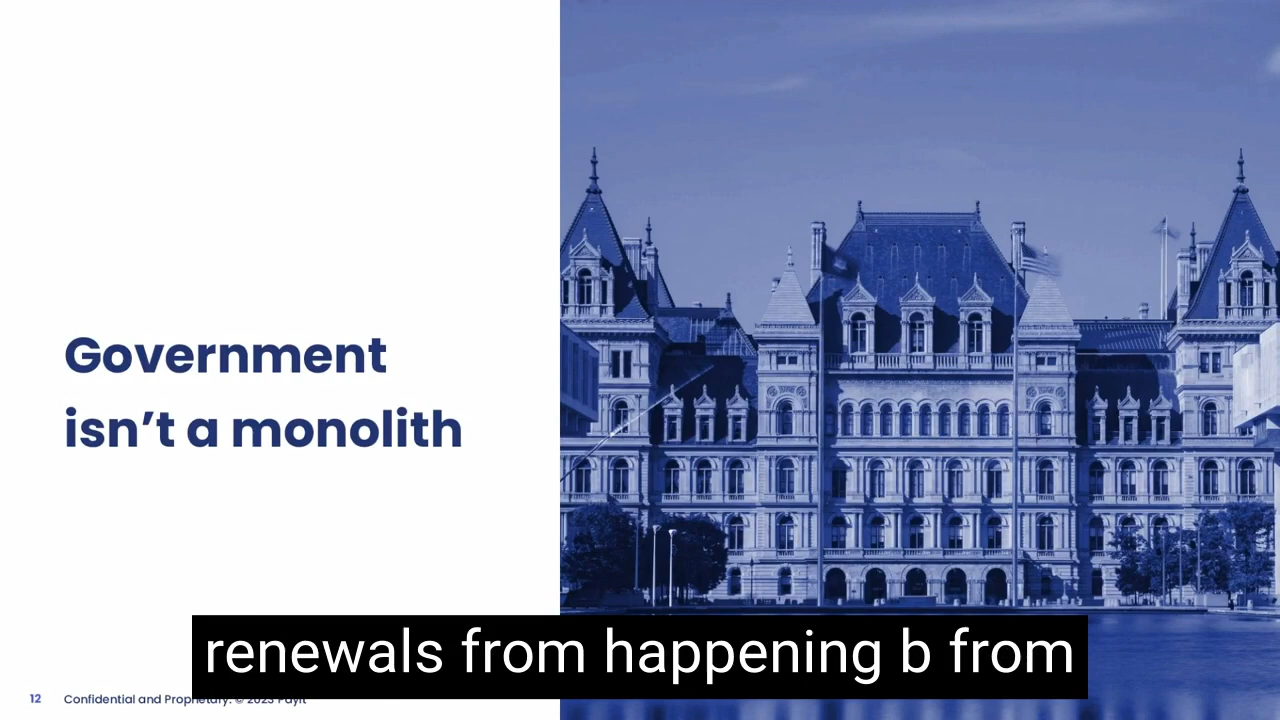 Government
isn’t a monolith
renewals from happening b from
12 Confidential and Proprietary. © 2023 PayIt